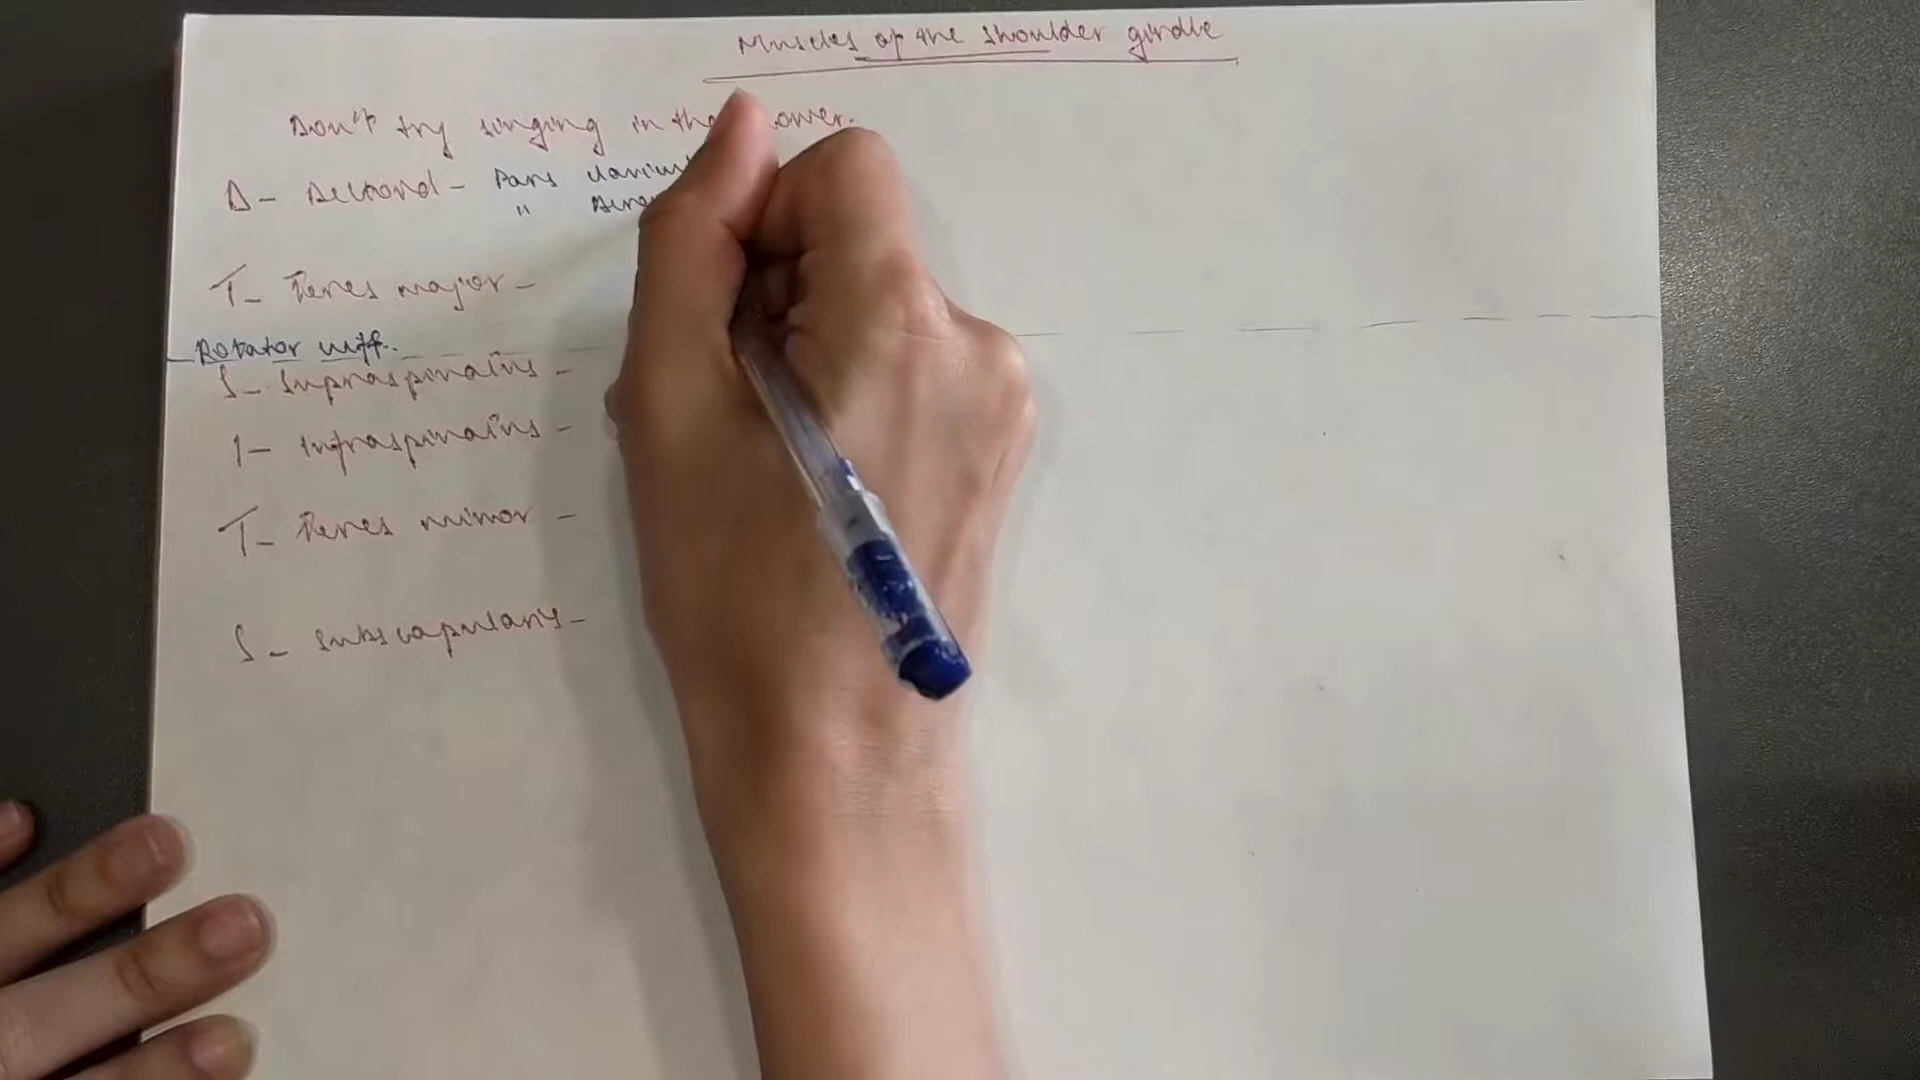 Muscles of the shoulder girdle
Don't try singing in the
D - Deltoid - Pars
"
T - Teres major -
Rotator cuff.
S - Supraspinatus -
I - Infraspinatus -
T - Teres minor -
S - Subscapularis -